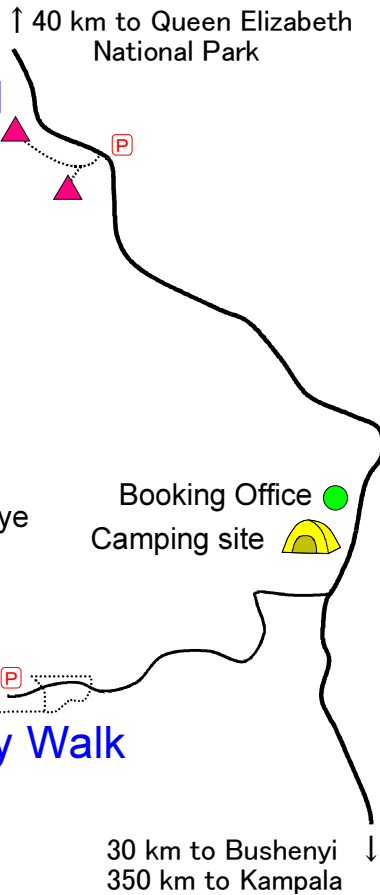 ↑ 40 km to Queen Elizabeth
National Park
P
Booking Office
ye
Camping site
P
y Walk
30 km to Bushenyi ↓
350 km to Kampala